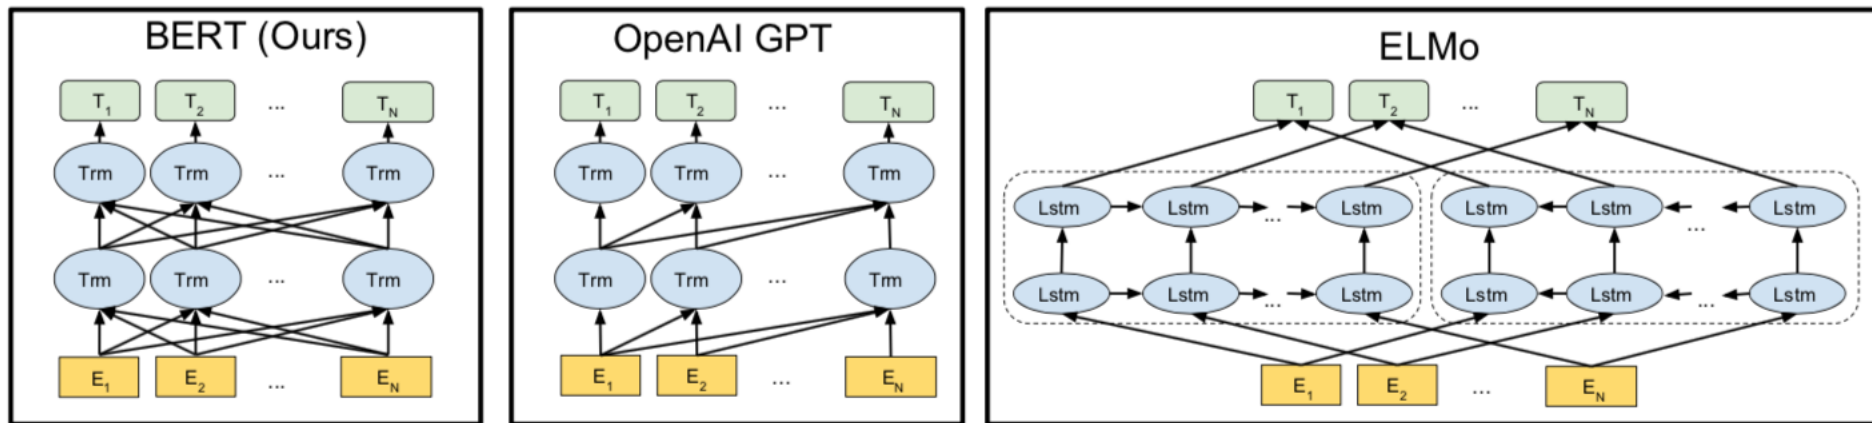 BERT (Ours)
T1 T2 ... TN
Trm Trm ... Trm
Trm Trm ... Trm
E1 E2 ... EN
OpenAI GPT
T1 T2 ... TN
Trm Trm ... Trm
Trm Trm ... Trm
E1 E2 ... EN
ELMo
T1 T2 ... TN
Lstm Lstm ... Lstm Lstm Lstm ... Lstm
Lstm Lstm ... Lstm Lstm Lstm ... Lstm
E1 E2 ... EN